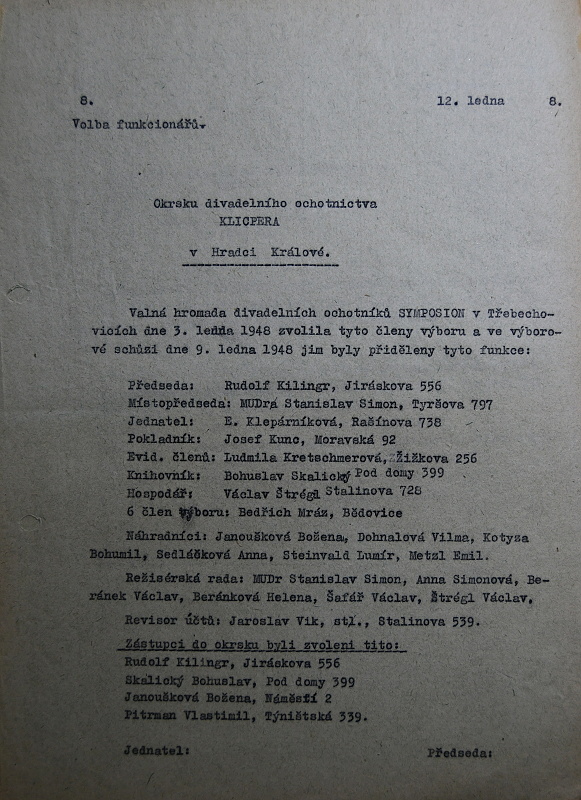 8. 12. ledna 8.
Volba funkcionářů.
Okrsku divadelního ochotnictva
KLICPERA
v Hradci Králové.
Valná hromada divadelních ochotníků SYMPOSION v Třebecho-
vicích dne 3. ledna 1948 zvolila tyto členy výboru a ve výboro-
vé schůzi dne 9. ledna 1948 jim byly přiděleny tyto funkce:
Předseda: Rudolf Kilingr, Jiráskova 556
Místopředseda: MUDra Stanislav Simon, Tyršova 797
Jednatel: E. Klepárníková, Rašínova 738
Pokladník: Josef Kunc, Moravská 92
Evid. členů: Ludmila Kretschmerová, Žižkova 256
Knihovník: Bohuslav Skalický Pod domy 399
Hospodář: Václav Štrégl Stalinova 728
6 člen výboru: Bedřich Mráz, Bědovice
Náhradníci: Janoušková Božena, Dohnalová Vilma, Kotyza
Bohumil, Sedláčková Anna, Steinvald Lumír, Metzl Emil.
Režisérská rada: MUDr Stanislav Simon, Anna Simonová, Be-
ránek Václav, Beránková Helena, Šafář Václav, Štrégl Václav.
Revisor účtů: Jaroslav Vik, stl., Stalinova 539.
Zástupci do okrsku byli zvoleni tito:
Rudolf Kilingr, Jiráskova 556
Skalický Bohuslav, Pod domy 399
Janoušková Božena, Náměstí 2
Pitrman Vlastimil, Týništská 339.
Jednatel: Předseda: